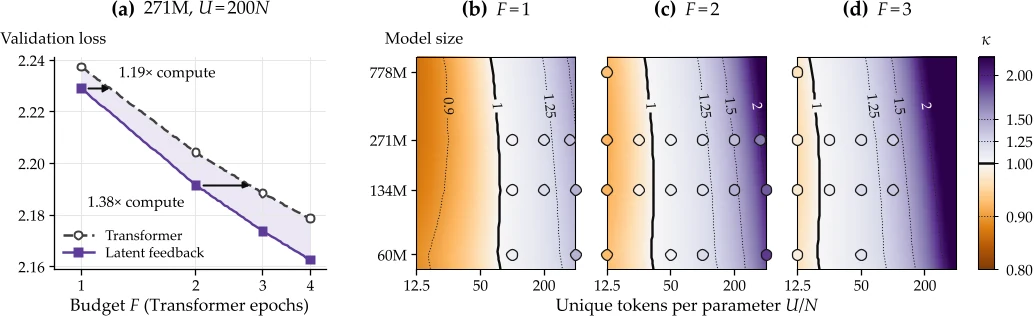 (a) 271M, U=200N
Validation loss
2.24
2.22
2.20
2.18
2.16
1.19× compute
1.38× compute
Transformer
Latent feedback
1 2 3 4
Budget F (Transformer epochs)
(b) F=1 (c) F=2 (d) F=3
Model size
κ
778M
271M
134M
60M
0.9 1 1.25
1 1.25 1.5 2
1 1.25 1.5 2
12.5 50 200
12.5 50 200
12.5 50 200
Unique tokens per parameter U/N
2.00
1.50
1.25
1.00
0.90
0.80